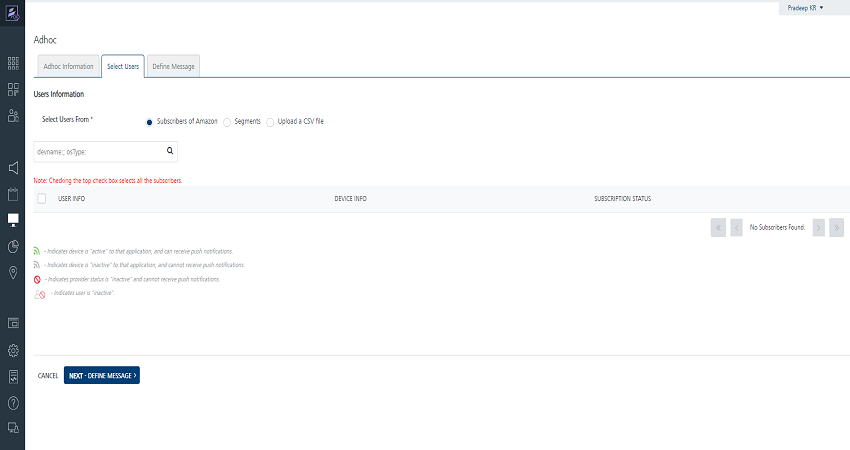 Pradeep KR
Adhoc
Adhoc Information Select Users Define Message
Users Information
Select Users From * Subscribers of Amazon Segments Upload a CSV file
devname:; osType:
Note: Checking the top check box selects all the subscribers.
USER INFO DEVICE INFO SUBSCRIPTION STATUS
« ‹ No Subscribers Found. › »
- Indicates device is "active" to that application, and can receive push notifications.
- Indicates device is "inactive" to that application, and cannot receive push notifications.
- Indicates provider status is "inactive" and cannot receive push notifications.
- Indicates user is "inactive".
CANCEL NEXT - DEFINE MESSAGE ›